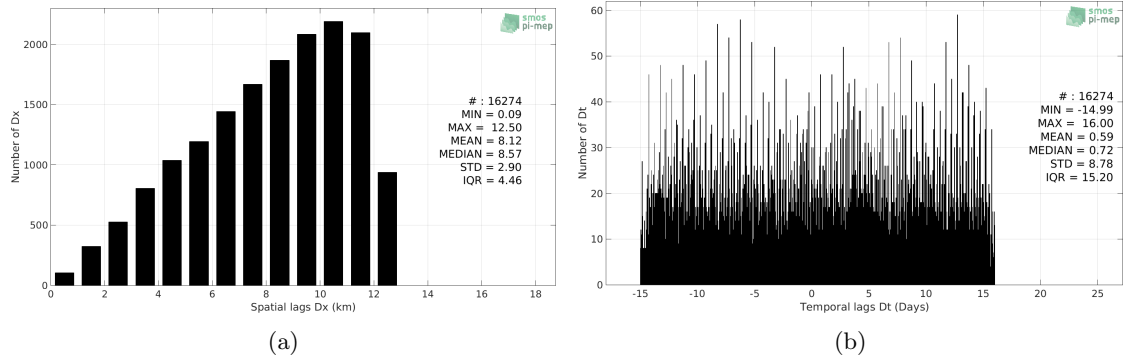 smos
pi-mep
Number of Dx
2000
1500
1000
500
0
# : 16274
MIN = 0.09
MAX = 12.50
MEAN = 8.12
MEDIAN = 8.57
STD = 2.90
IQR = 4.46
0 2 4 6 8 10 12 14 16 18
Spatial lags Dx (km)
(a)
smos
pi-mep
Number of Dt
60
50
40
30
20
10
0
# : 16274
MIN = -14.99
MAX = 16.00
MEAN = 0.59
MEDIAN = 0.72
STD = 8.78
IQR = 15.20
-15 -10 -5 0 5 10 15 20 25
Temporal lags Dt (Days)
(b)